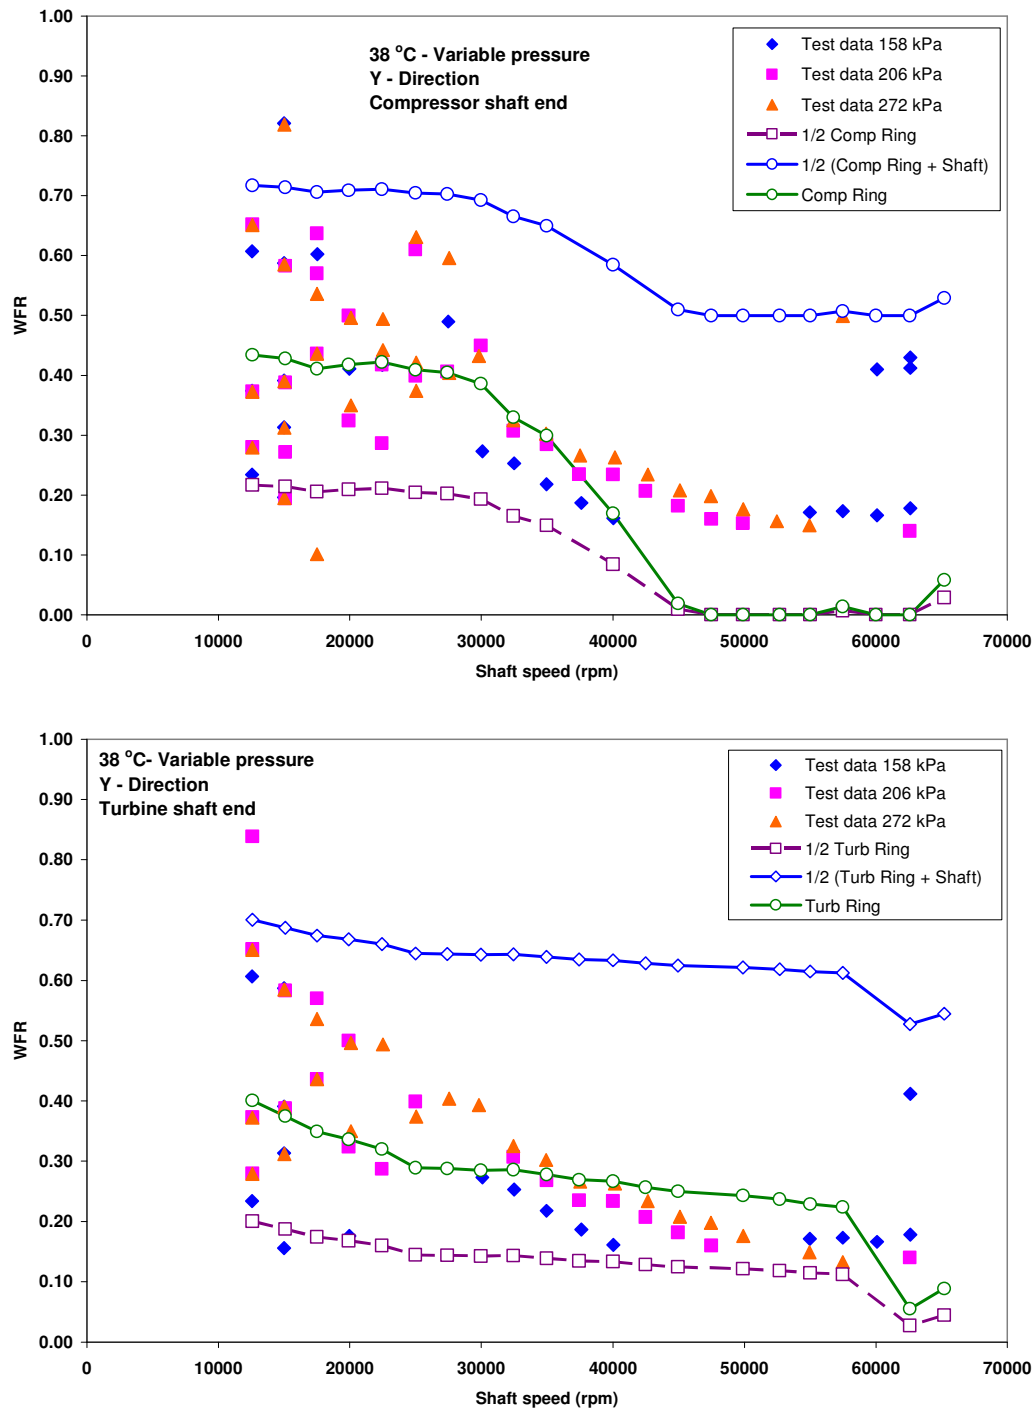 1.00
0.90
0.80
0.70
0.60
0.50
0.40
0.30
0.20
0.10
0.00
WFR
38 °C - Variable pressure
Y - Direction
Compressor shaft end
Test data 158 kPa
Test data 206 kPa
Test data 272 kPa
1/2 Comp Ring
1/2 (Comp Ring + Shaft)
Comp Ring
0 10000 20000 30000 40000 50000 60000 70000
Shaft speed (rpm)
1.00
0.90
0.80
0.70
0.60
0.50
0.40
0.30
0.20
0.10
0.00
WFR
38 °C- Variable pressure
Y - Direction
Turbine shaft end
Test data 158 kPa
Test data 206 kPa
Test data 272 kPa
1/2 Turb Ring
1/2 (Turb Ring + Shaft)
Turb Ring
0 10000 20000 30000 40000 50000 60000 70000
Shaft speed (rpm)